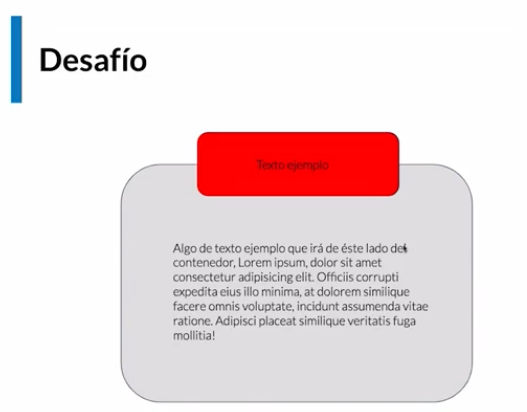 Desafío
Texto ejemplo
Algo de texto ejemplo que irá de éste lado del
contenedor, Lorem ipsum, dolor sit amet
consectetur adipisicing elit. Officiis corrupti
expedita eius illo minima, at dolorem similique
facere omnis voluptate, incidunt assumenda vitae
ratione. Adipisci placeat similique veritatis fuga
mollitia!